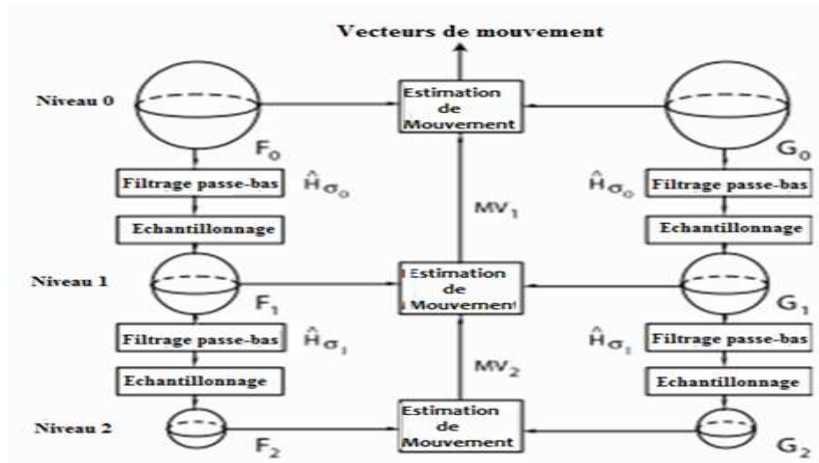 Vecteurs de mouvement
Niveau 0
Estimation
de
Mouvement
F0
G0
Filtrage passe-bas
Ĥσ0
Ĥσ0
Filtrage passe-bas
MV1
Echantillonnage
Echantillonnage
Niveau 1
Estimation
de
Mouvement
F1
G1
Filtrage passe-bas
Ĥσ1
Ĥσ1
Filtrage passe-bas
MV2
Echantillonnage
Echantillonnage
Niveau 2
Estimation
de
Mouvement
F2
G2